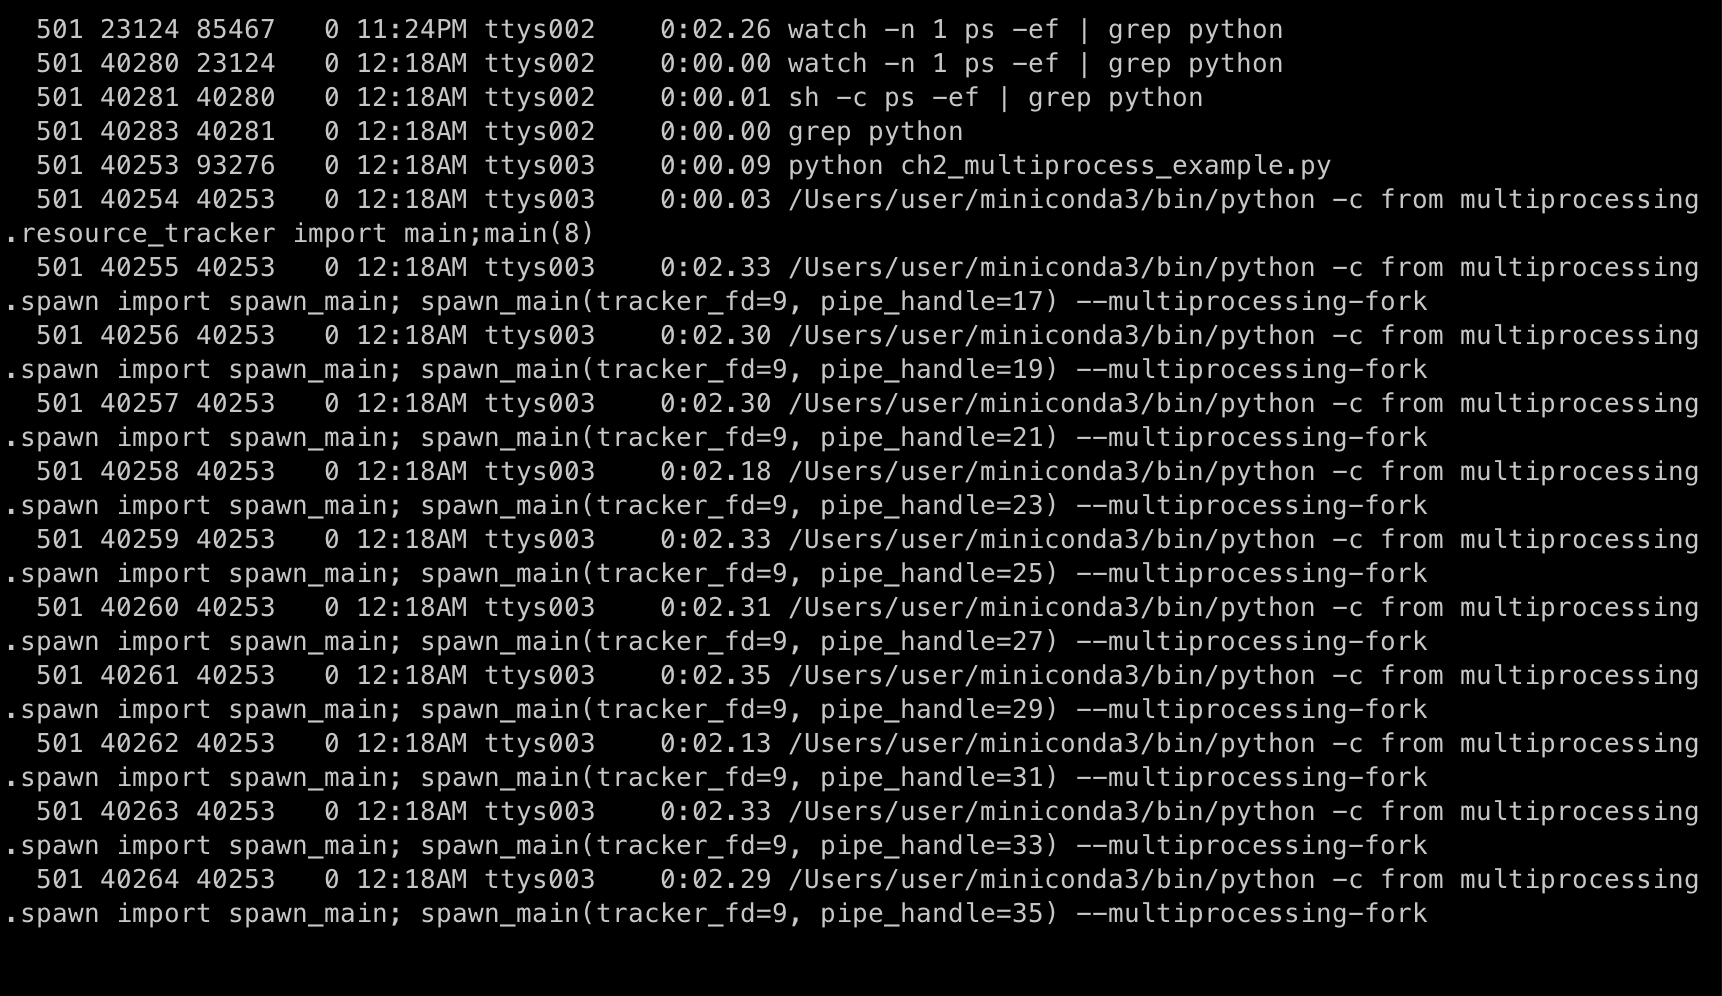 501 23124 85467   0 11:24PM ttys002    0:02.26 watch -n 1 ps -ef | grep python
501 40280 23124   0 12:18AM ttys002    0:00.00 watch -n 1 ps -ef | grep python
501 40281 40280   0 12:18AM ttys002    0:00.01 sh -c ps -ef | grep python
501 40283 40281   0 12:18AM ttys002    0:00.00 grep python
501 40253 93276   0 12:18AM ttys003    0:00.09 python ch2_multiprocess_example.py
501 40254 40253   0 12:18AM ttys003    0:00.03 /Users/user/miniconda3/bin/python -c from multiprocessing
.resource_tracker import main;main(8)
501 40255 40253   0 12:18AM ttys003    0:02.33 /Users/user/miniconda3/bin/python -c from multiprocessing
.spawn import spawn_main; spawn_main(tracker_fd=9, pipe_handle=17) --multiprocessing-fork
501 40256 40253   0 12:18AM ttys003    0:02.30 /Users/user/miniconda3/bin/python -c from multiprocessing
.spawn import spawn_main; spawn_main(tracker_fd=9, pipe_handle=19) --multiprocessing-fork
501 40257 40253   0 12:18AM ttys003    0:02.30 /Users/user/miniconda3/bin/python -c from multiprocessing
.spawn import spawn_main; spawn_main(tracker_fd=9, pipe_handle=21) --multiprocessing-fork
501 40258 40253   0 12:18AM ttys003    0:02.18 /Users/user/miniconda3/bin/python -c from multiprocessing
.spawn import spawn_main; spawn_main(tracker_fd=9, pipe_handle=23) --multiprocessing-fork
501 40259 40253   0 12:18AM ttys003    0:02.33 /Users/user/miniconda3/bin/python -c from multiprocessing
.spawn import spawn_main; spawn_main(tracker_fd=9, pipe_handle=25) --multiprocessing-fork
501 40260 40253   0 12:18AM ttys003    0:02.31 /Users/user/miniconda3/bin/python -c from multiprocessing
.spawn import spawn_main; spawn_main(tracker_fd=9, pipe_handle=27) --multiprocessing-fork
501 40261 40253   0 12:18AM ttys003    0:02.35 /Users/user/miniconda3/bin/python -c from multiprocessing
.spawn import spawn_main; spawn_main(tracker_fd=9, pipe_handle=29) --multiprocessing-fork
501 40262 40253   0 12:18AM ttys003    0:02.13 /Users/user/miniconda3/bin/python -c from multiprocessing
.spawn import spawn_main; spawn_main(tracker_fd=9, pipe_handle=31) --multiprocessing-fork
501 40263 40253   0 12:18AM ttys003    0:02.33 /Users/user/miniconda3/bin/python -c from multiprocessing
.spawn import spawn_main; spawn_main(tracker_fd=9, pipe_handle=33) --multiprocessing-fork
501 40264 40253   0 12:18AM ttys003    0:02.29 /Users/user/miniconda3/bin/python -c from multiprocessing
.spawn import spawn_main; spawn_main(tracker_fd=9, pipe_handle=35) --multiprocessing-fork